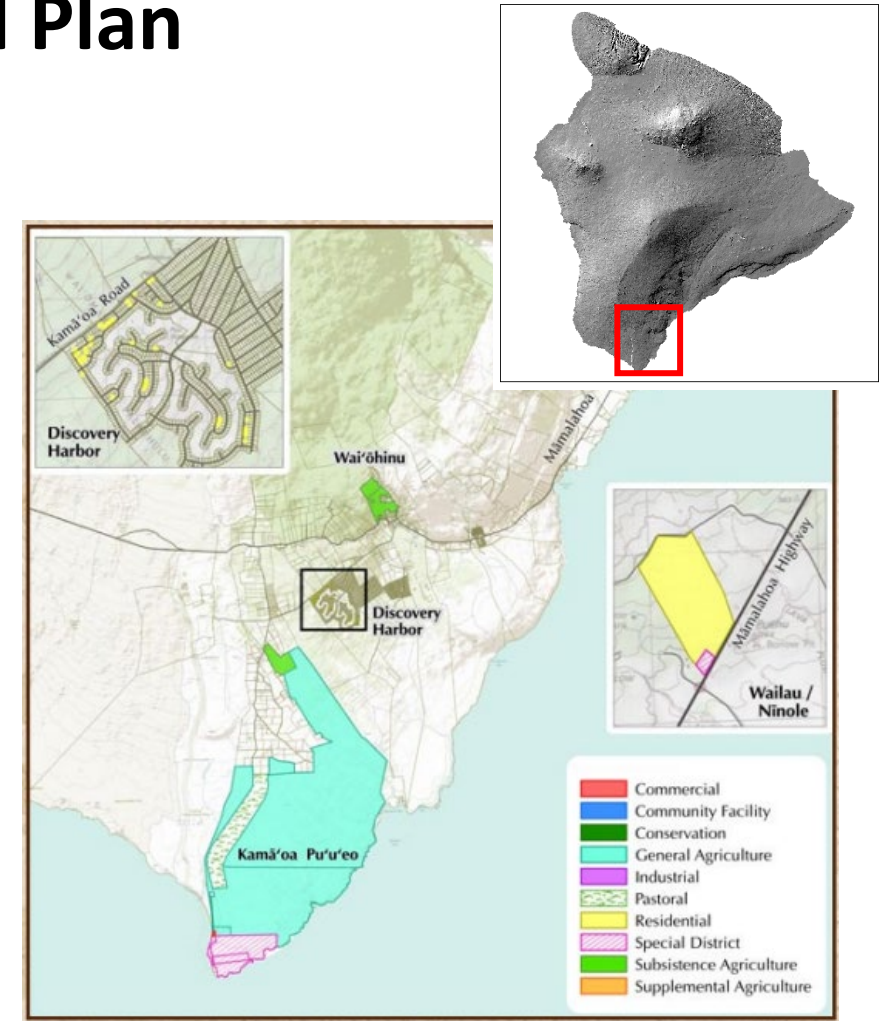 l Plan
Kamā‘oa Road
Discovery
Harbor
Wai‘ōhinu
Māmalahoa
Discovery
Harbor
Māmalahoa Highway
Wailau /
Nīnole
Kamā‘oa Pu‘u‘eo
Commercial
Community Facility
Conservation
General Agriculture
Industrial
Pastoral
Residential
Special District
Subsistence Agriculture
Supplemental Agriculture